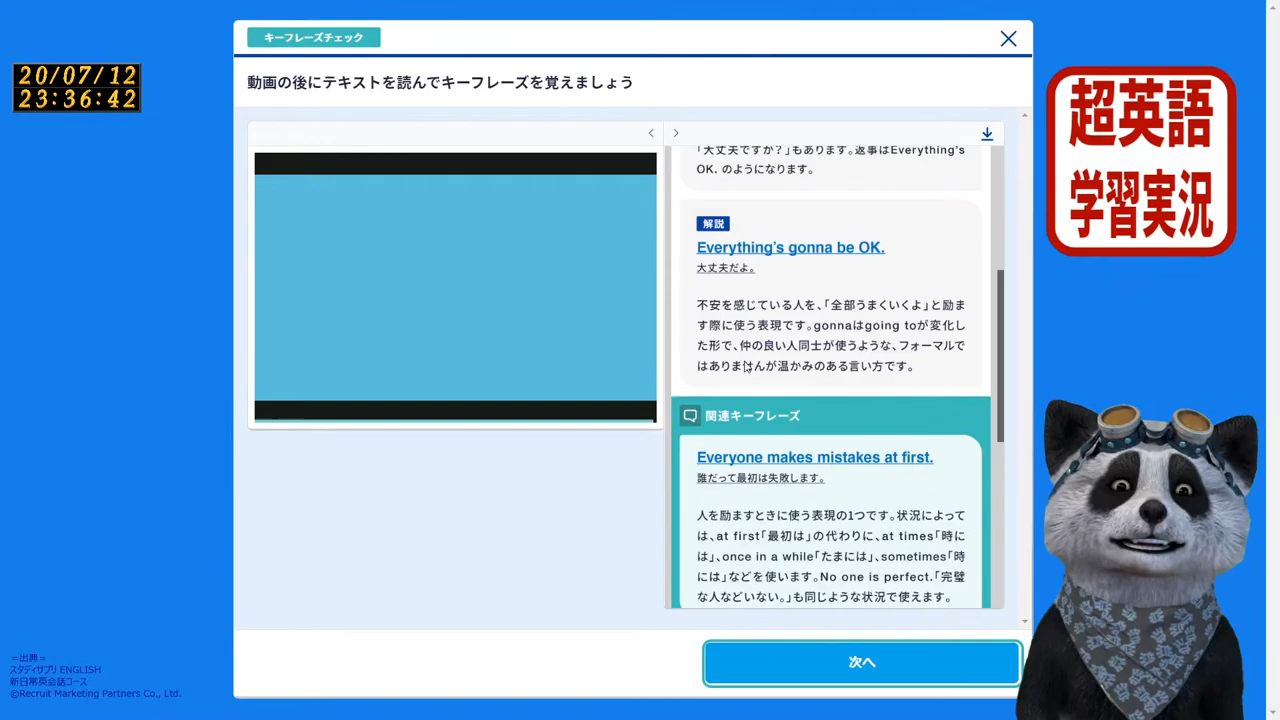 キーフレーズチェック
20/07/12
23:36:42
動画の後にテキストを読んでキーフレーズを覚えましょう
超英語
学習実況
「大丈夫ですか?」もあります。返事はEverything's
OK. のようになります。
解説
Everything's gonna be OK.
大丈夫だよ。
不安を感じている人を、「全部うまくいくよ」と励ま
す際に使う表現です。gonnaはgoing toが変化し
た形で、仲の良い人同士が使うような、フォーマルで
はありませんが温かみのある言い方です。
関連キーフレーズ
Everyone makes mistakes at first.
誰だって最初は失敗します。
人を励ますときに使う表現の1つです。状況によって
は、at first「最初は」の代わりに、at times「時に
は」、once in a while「たまには」、sometimes「時
には」などを使います。No one is perfect.「完璧
な人などいない。」も同じような状況で使えます。
次へ
=出典=
スタディサプリ ENGLISH
新日常英会話コース
©Recruit Marketing Partners Co., Ltd.